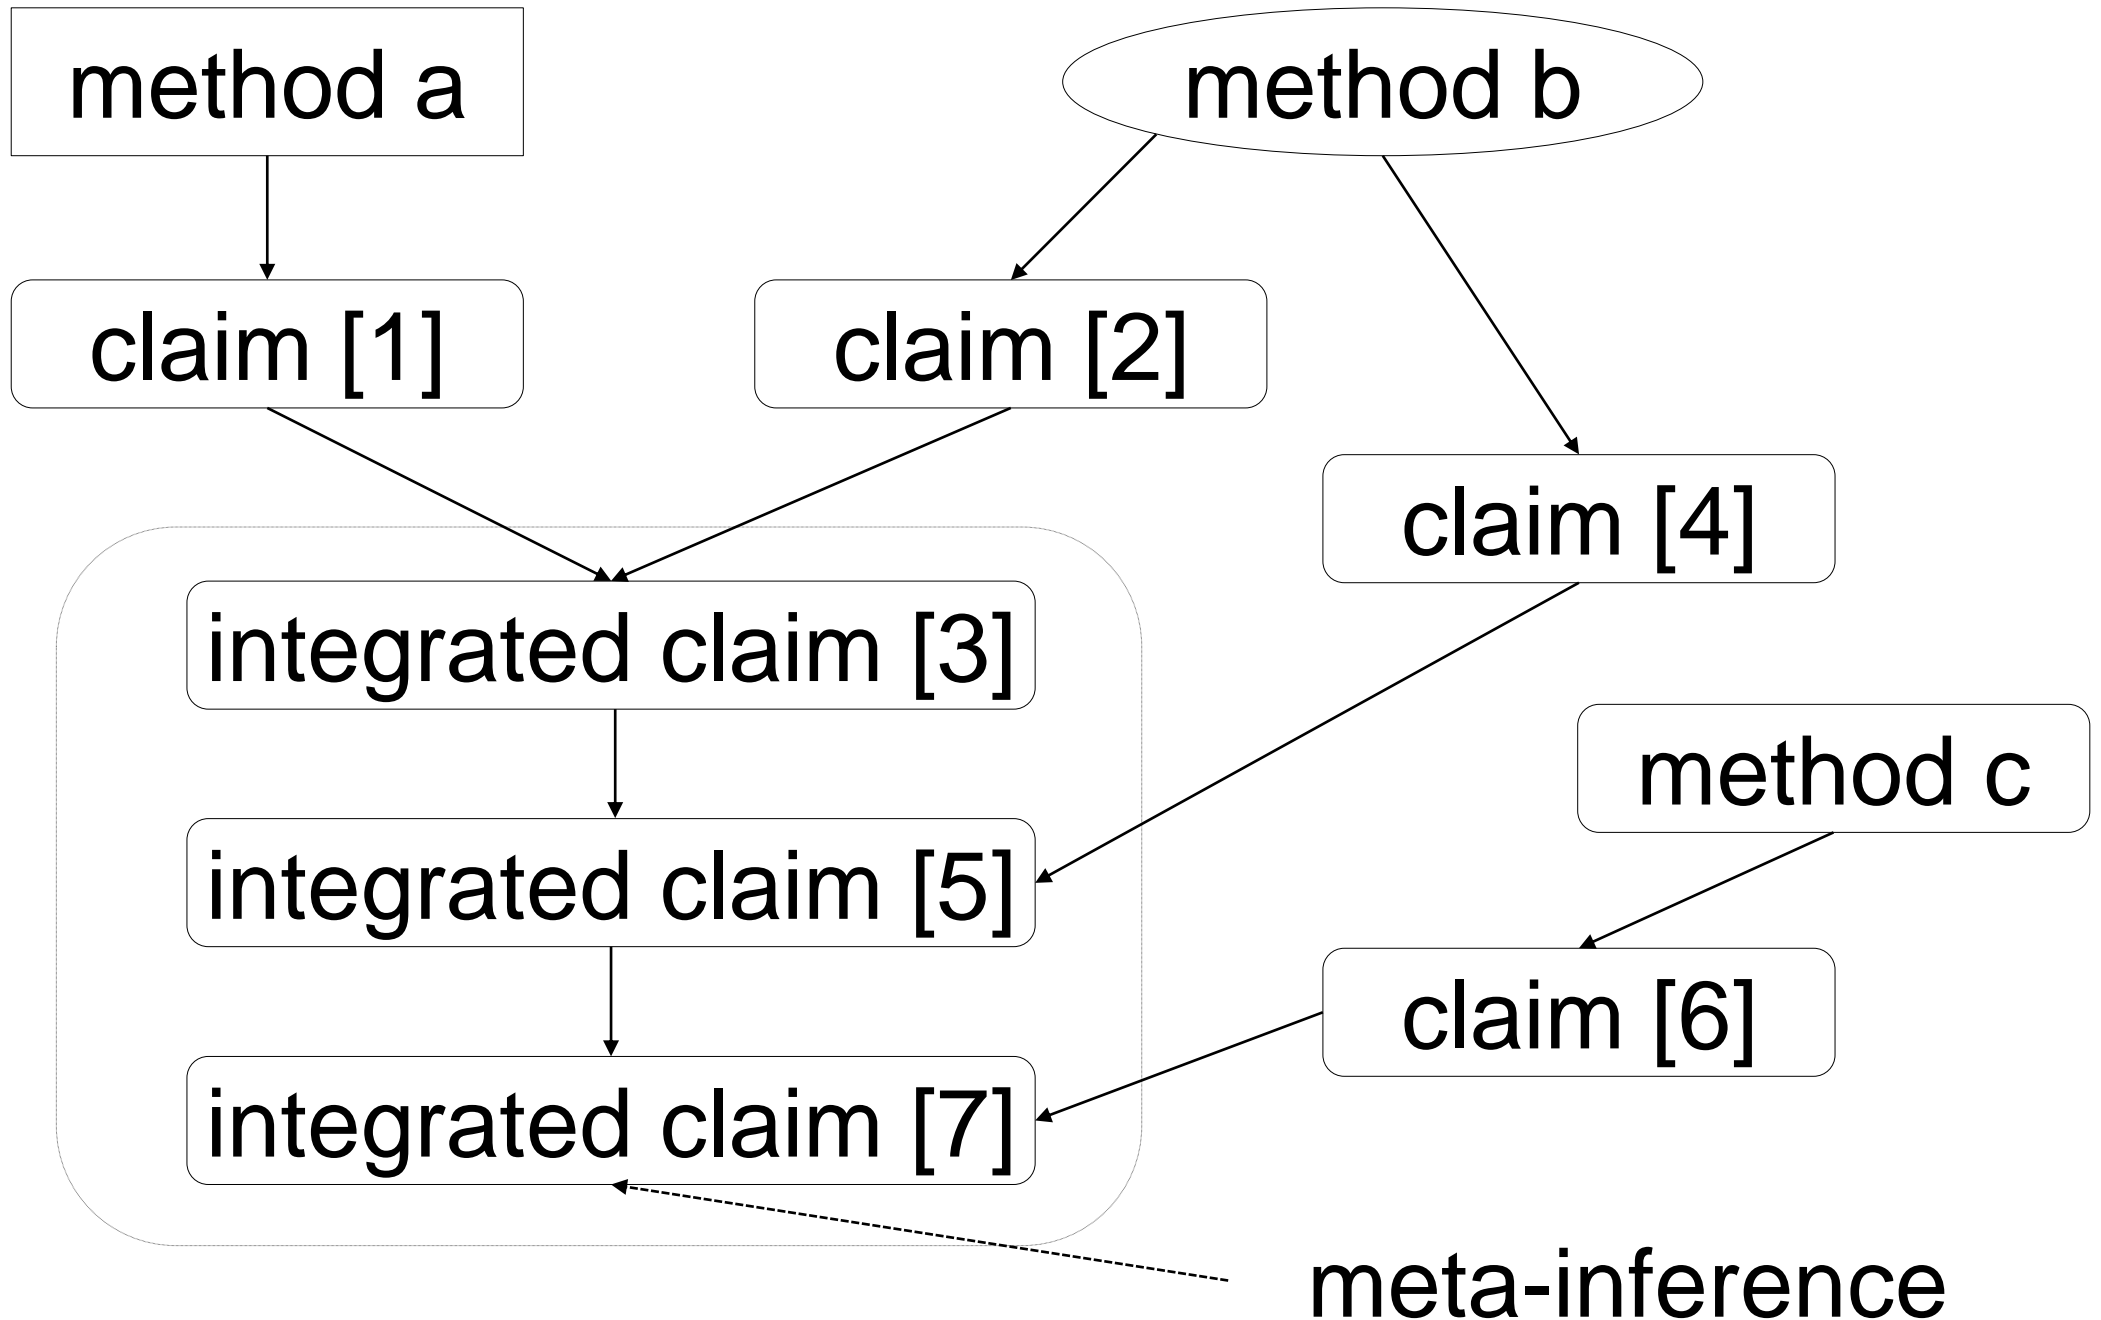 method a
method b
claim [1]
claim [2]
claim [4]
integrated claim [3]
method c
integrated claim [5]
claim [6]
integrated claim [7]
meta-inference